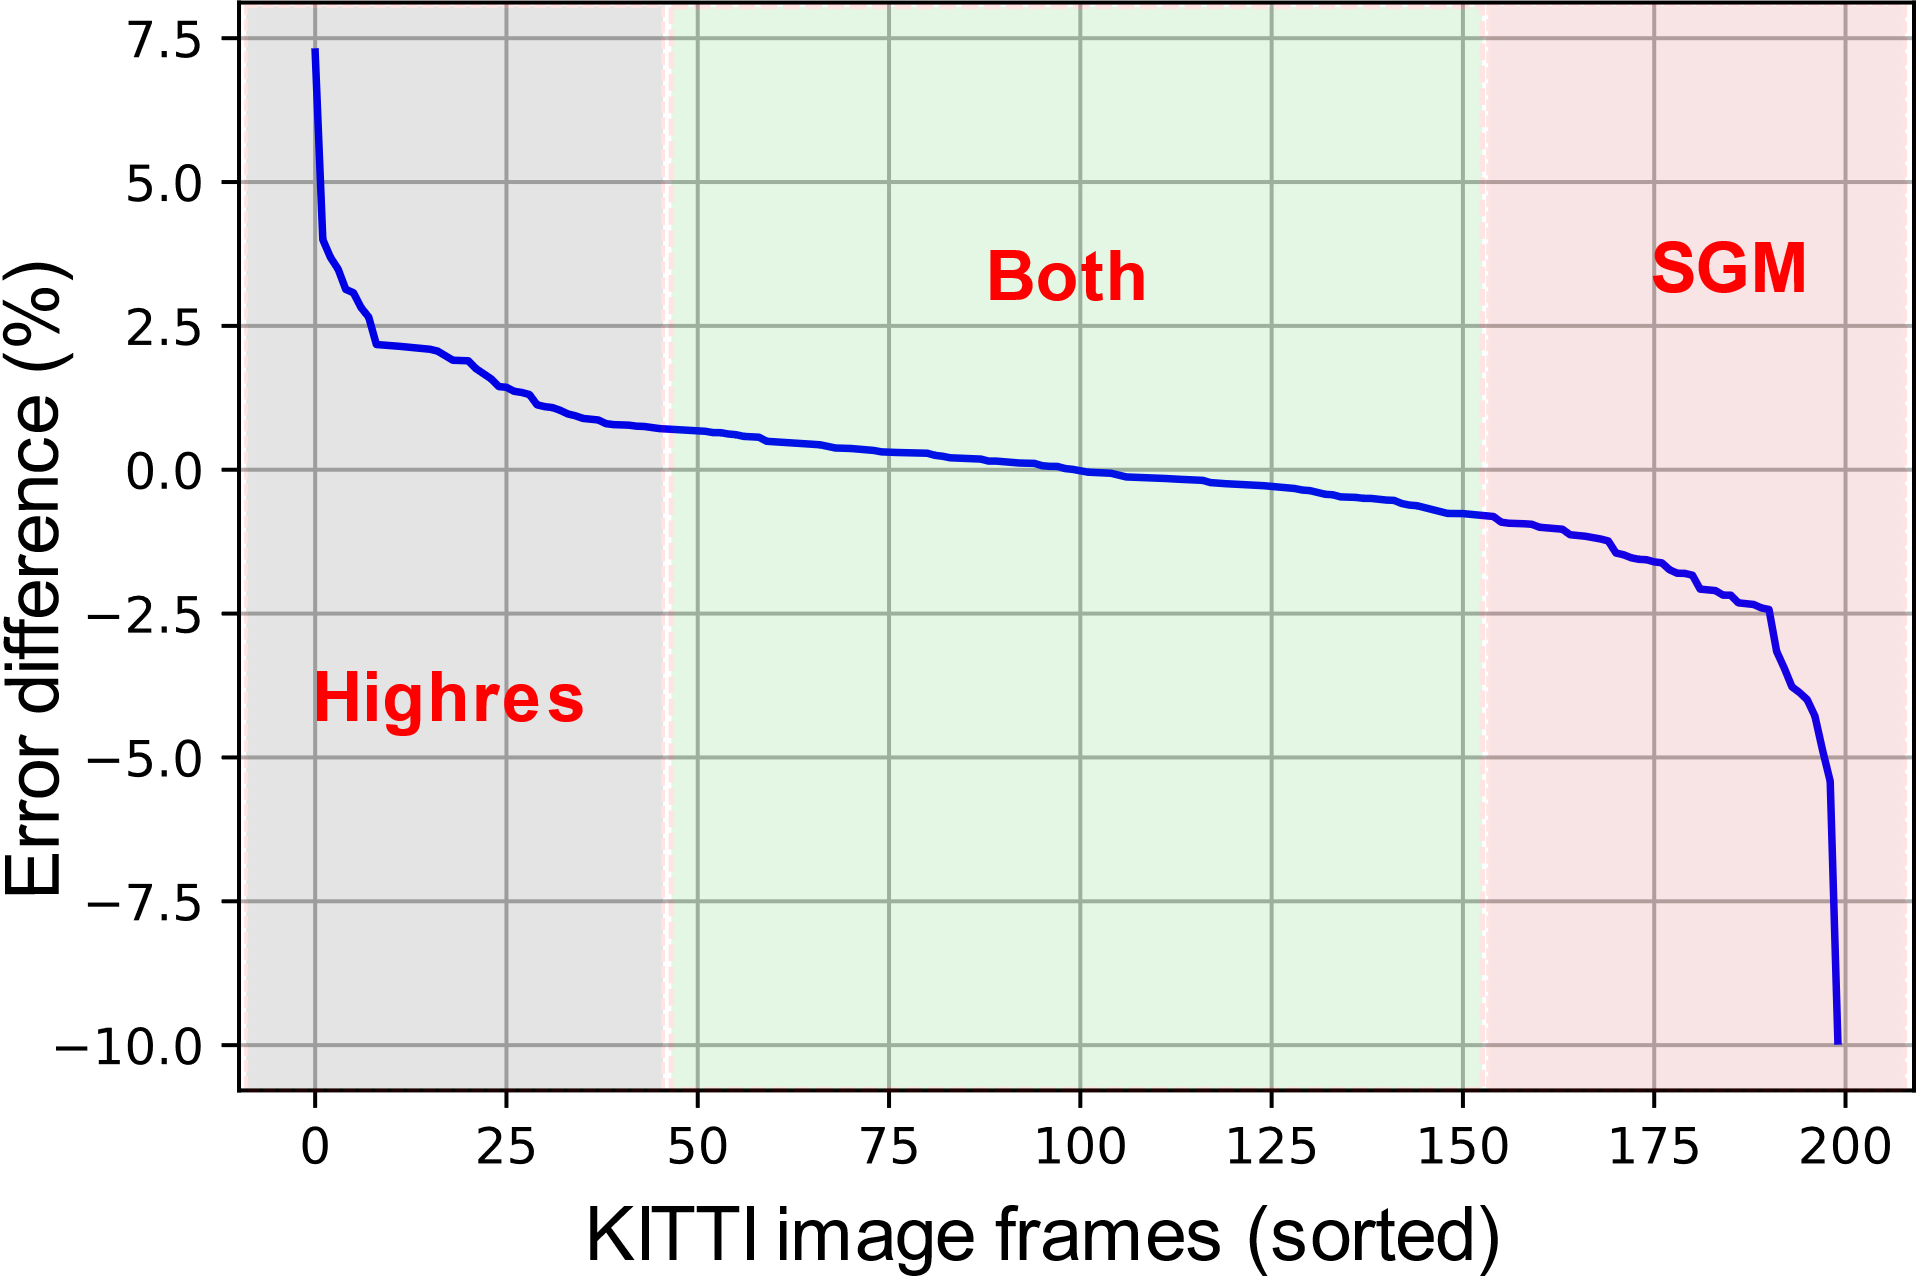 Error difference (%)
7.5
5.0
2.5
0.0
−2.5
−5.0
−7.5
−10.0
Highres
Both
SGM
0 25 50 75 100 125 150 175 200
KITTI image frames (sorted)